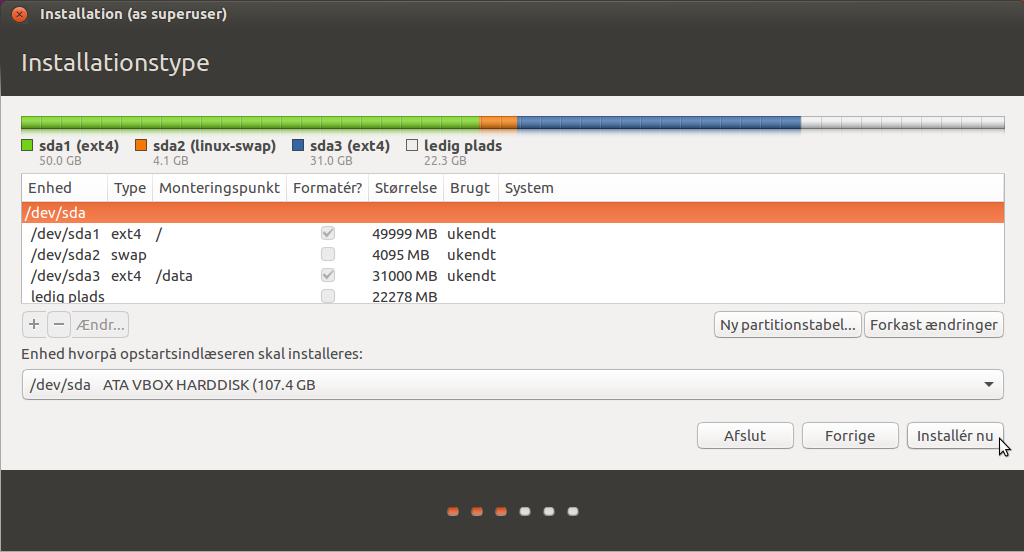 Installation (as superuser)
Installationstype
sda1 (ext4) sda2 (linux-swap) sda3 (ext4) ledig plads
50.0 GB 4.1 GB 31.0 GB 22.3 GB
Enhed Type Monteringspunkt Formatér? Størrelse Brugt System
/dev/sda
/dev/sda1 ext4 / 49999 MB ukendt
/dev/sda2 swap 4095 MB ukendt
/dev/sda3 ext4 /data 31000 MB ukendt
ledig plads 22278 MB
+ − Ændr... Ny partitionstabel... Forkast ændringer
Enhed hvorpå opstartsindlæseren skal installeres:
/dev/sda ATA VBOX HARDDISK (107.4 GB
Afslut Forrige Installér nu